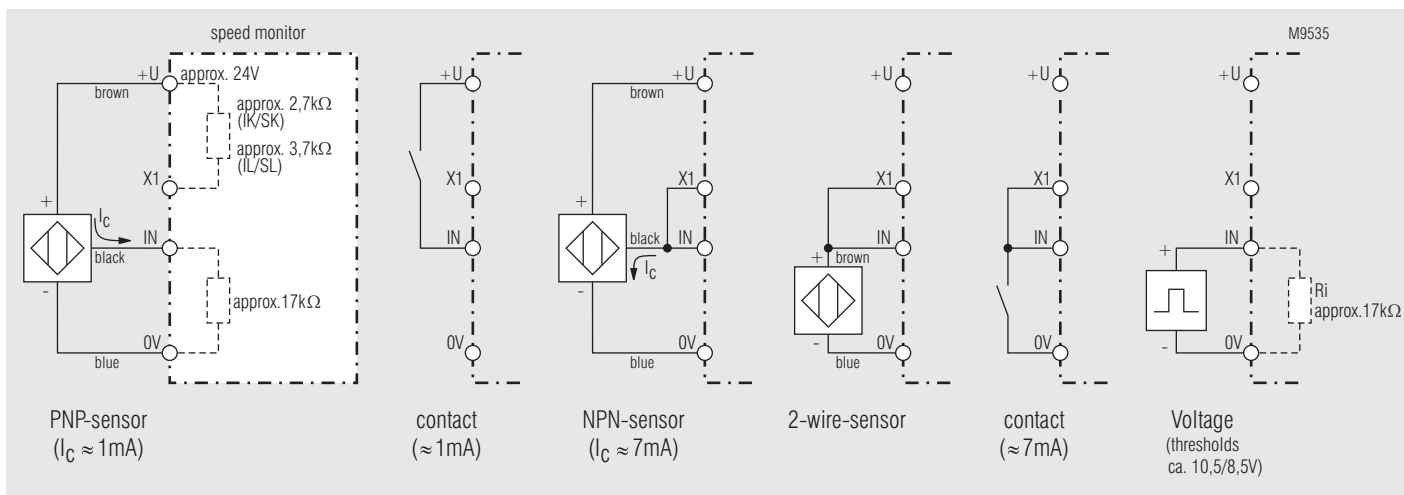 speed monitor
M9535
+U
approx. 24V
brown
approx. 2,7kΩ
(IK/SK)
approx. 3,7kΩ
(IL/SL)
X1
+
IC
IN
black
approx.17kΩ
-
0V
blue
PNP-sensor
(IC ≈ 1mA)
+U
X1
IN
0V
contact
(≈ 1mA)
+U
brown
X1
+
black
IN
IC
-
0V
blue
NPN-sensor
(IC ≈ 7mA)
+U
X1
IN
+
brown
-
0V
blue
2-wire-sensor
+U
X1
IN
0V
contact
(≈ 7mA)
+U
X1
IN
+
Ri
approx.17kΩ
-
0V
Voltage
(thresholds
ca. 10,5/8,5V)